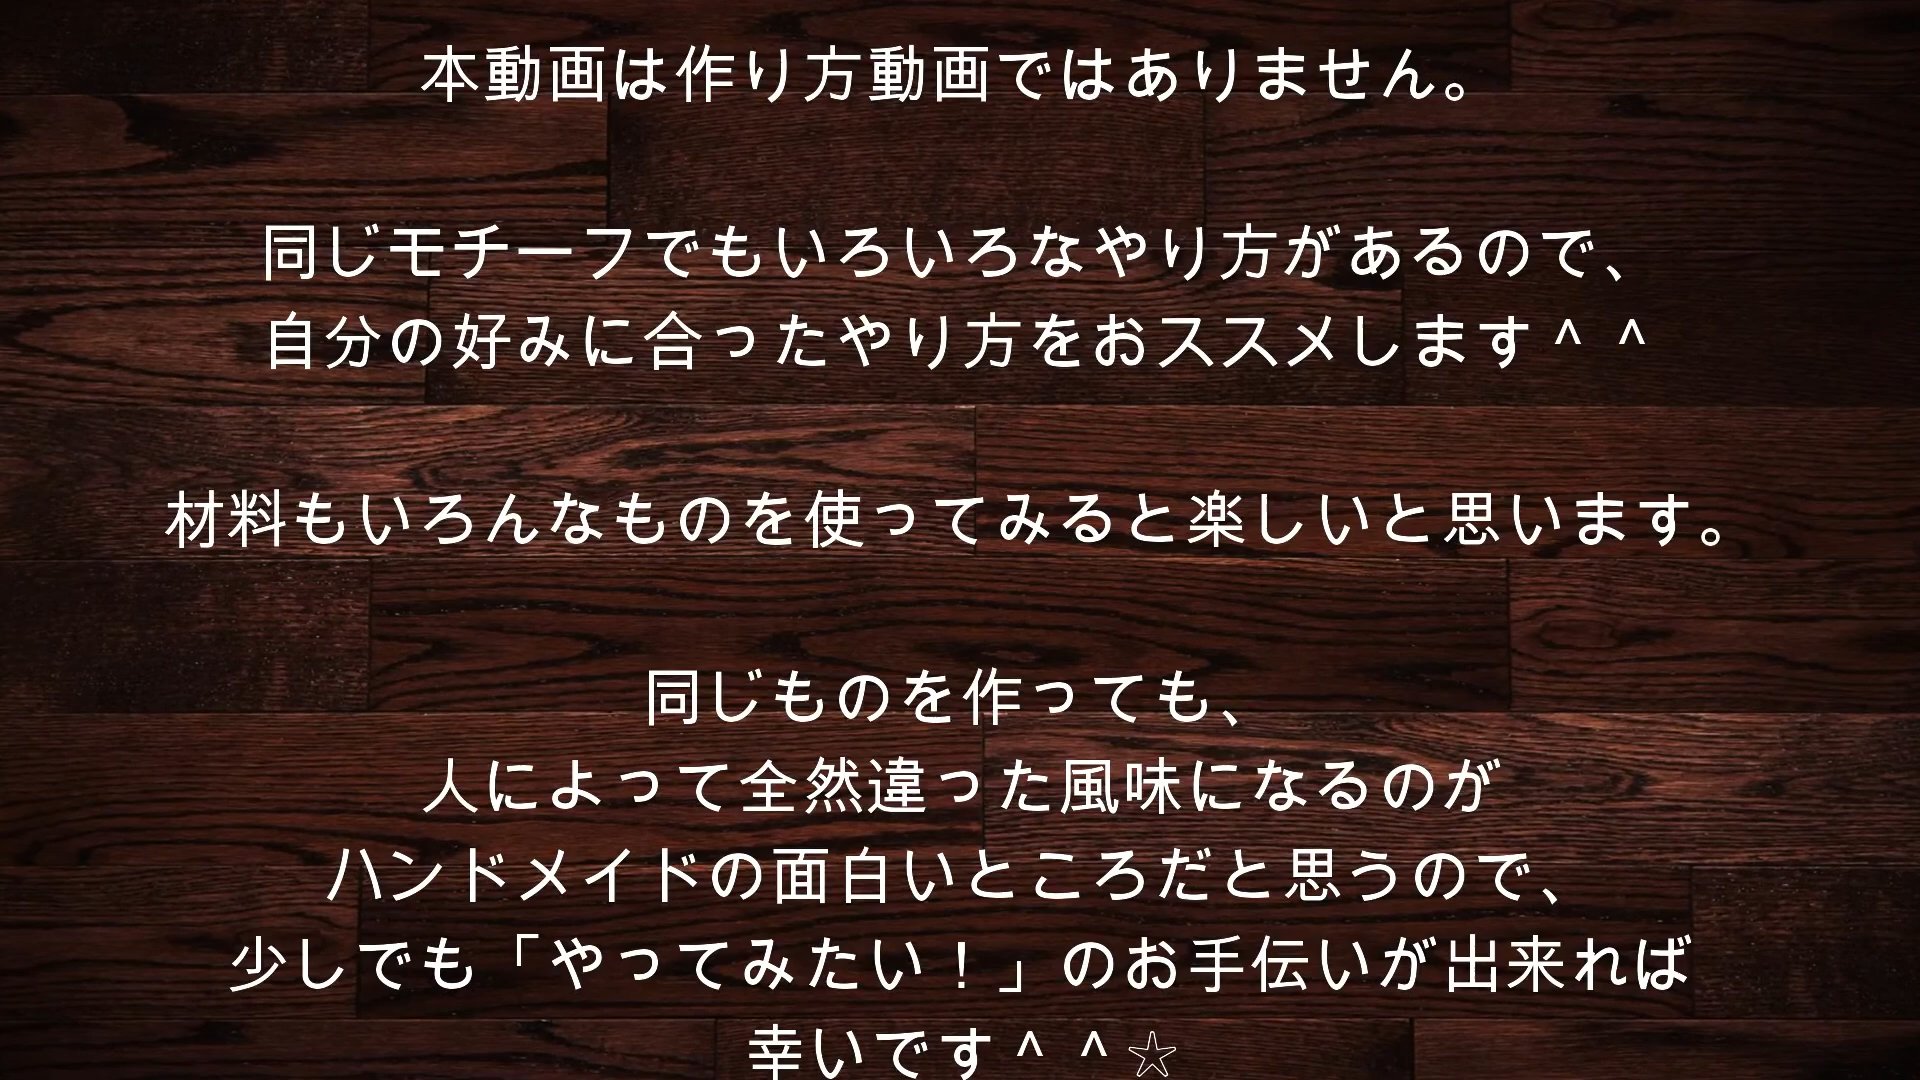 本動画は作り方動画ではありません。
同じモチーフでもいろいろなやり方があるので、
自分の好みに合ったやり方をおススメします＾＾
材料もいろんなものを使ってみると楽しいと思います。
同じものを作っても、
人によって全然違った風味になるのが
ハンドメイドの面白いところだと思うので、
少しでも「やってみたい！」のお手伝いが出来れば
幸いです＾＾☆